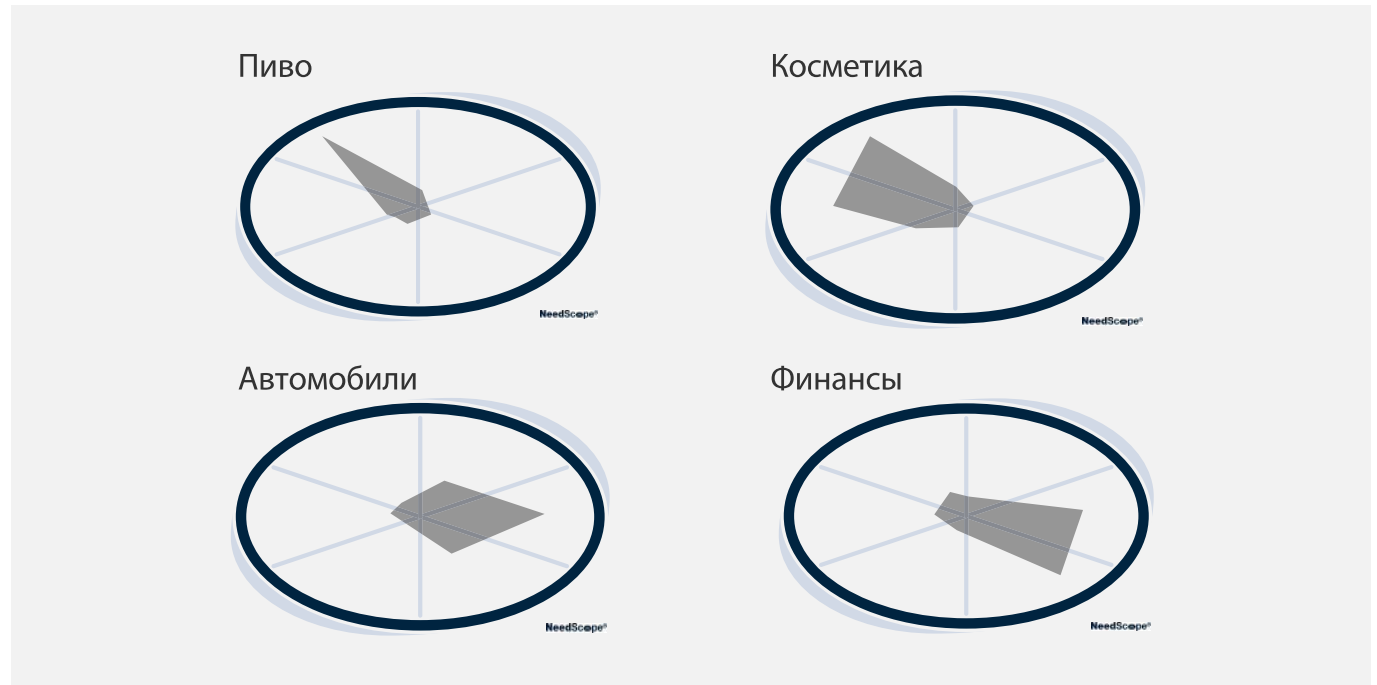 Пиво
Косметика
NeedScope®
NeedScope®
Автомобили
Финансы
NeedScope®
NeedScope®